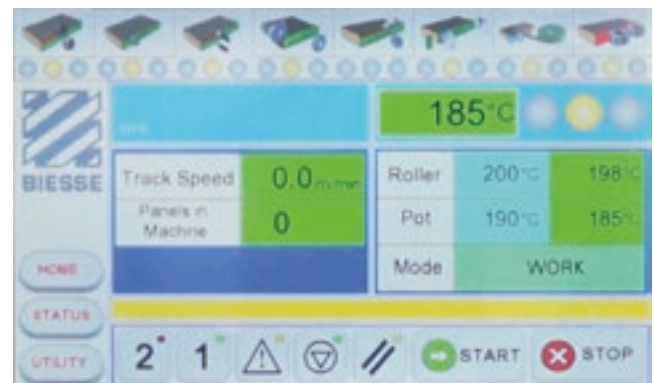 185°C
BIESSE
Track Speed 0.0 m/min
Panels in Machine 0
Roller 200°C 198°C
Pot 190°C 185°C
Mode WORK
HOME
STATUS
UTILITY
2 1 START STOP